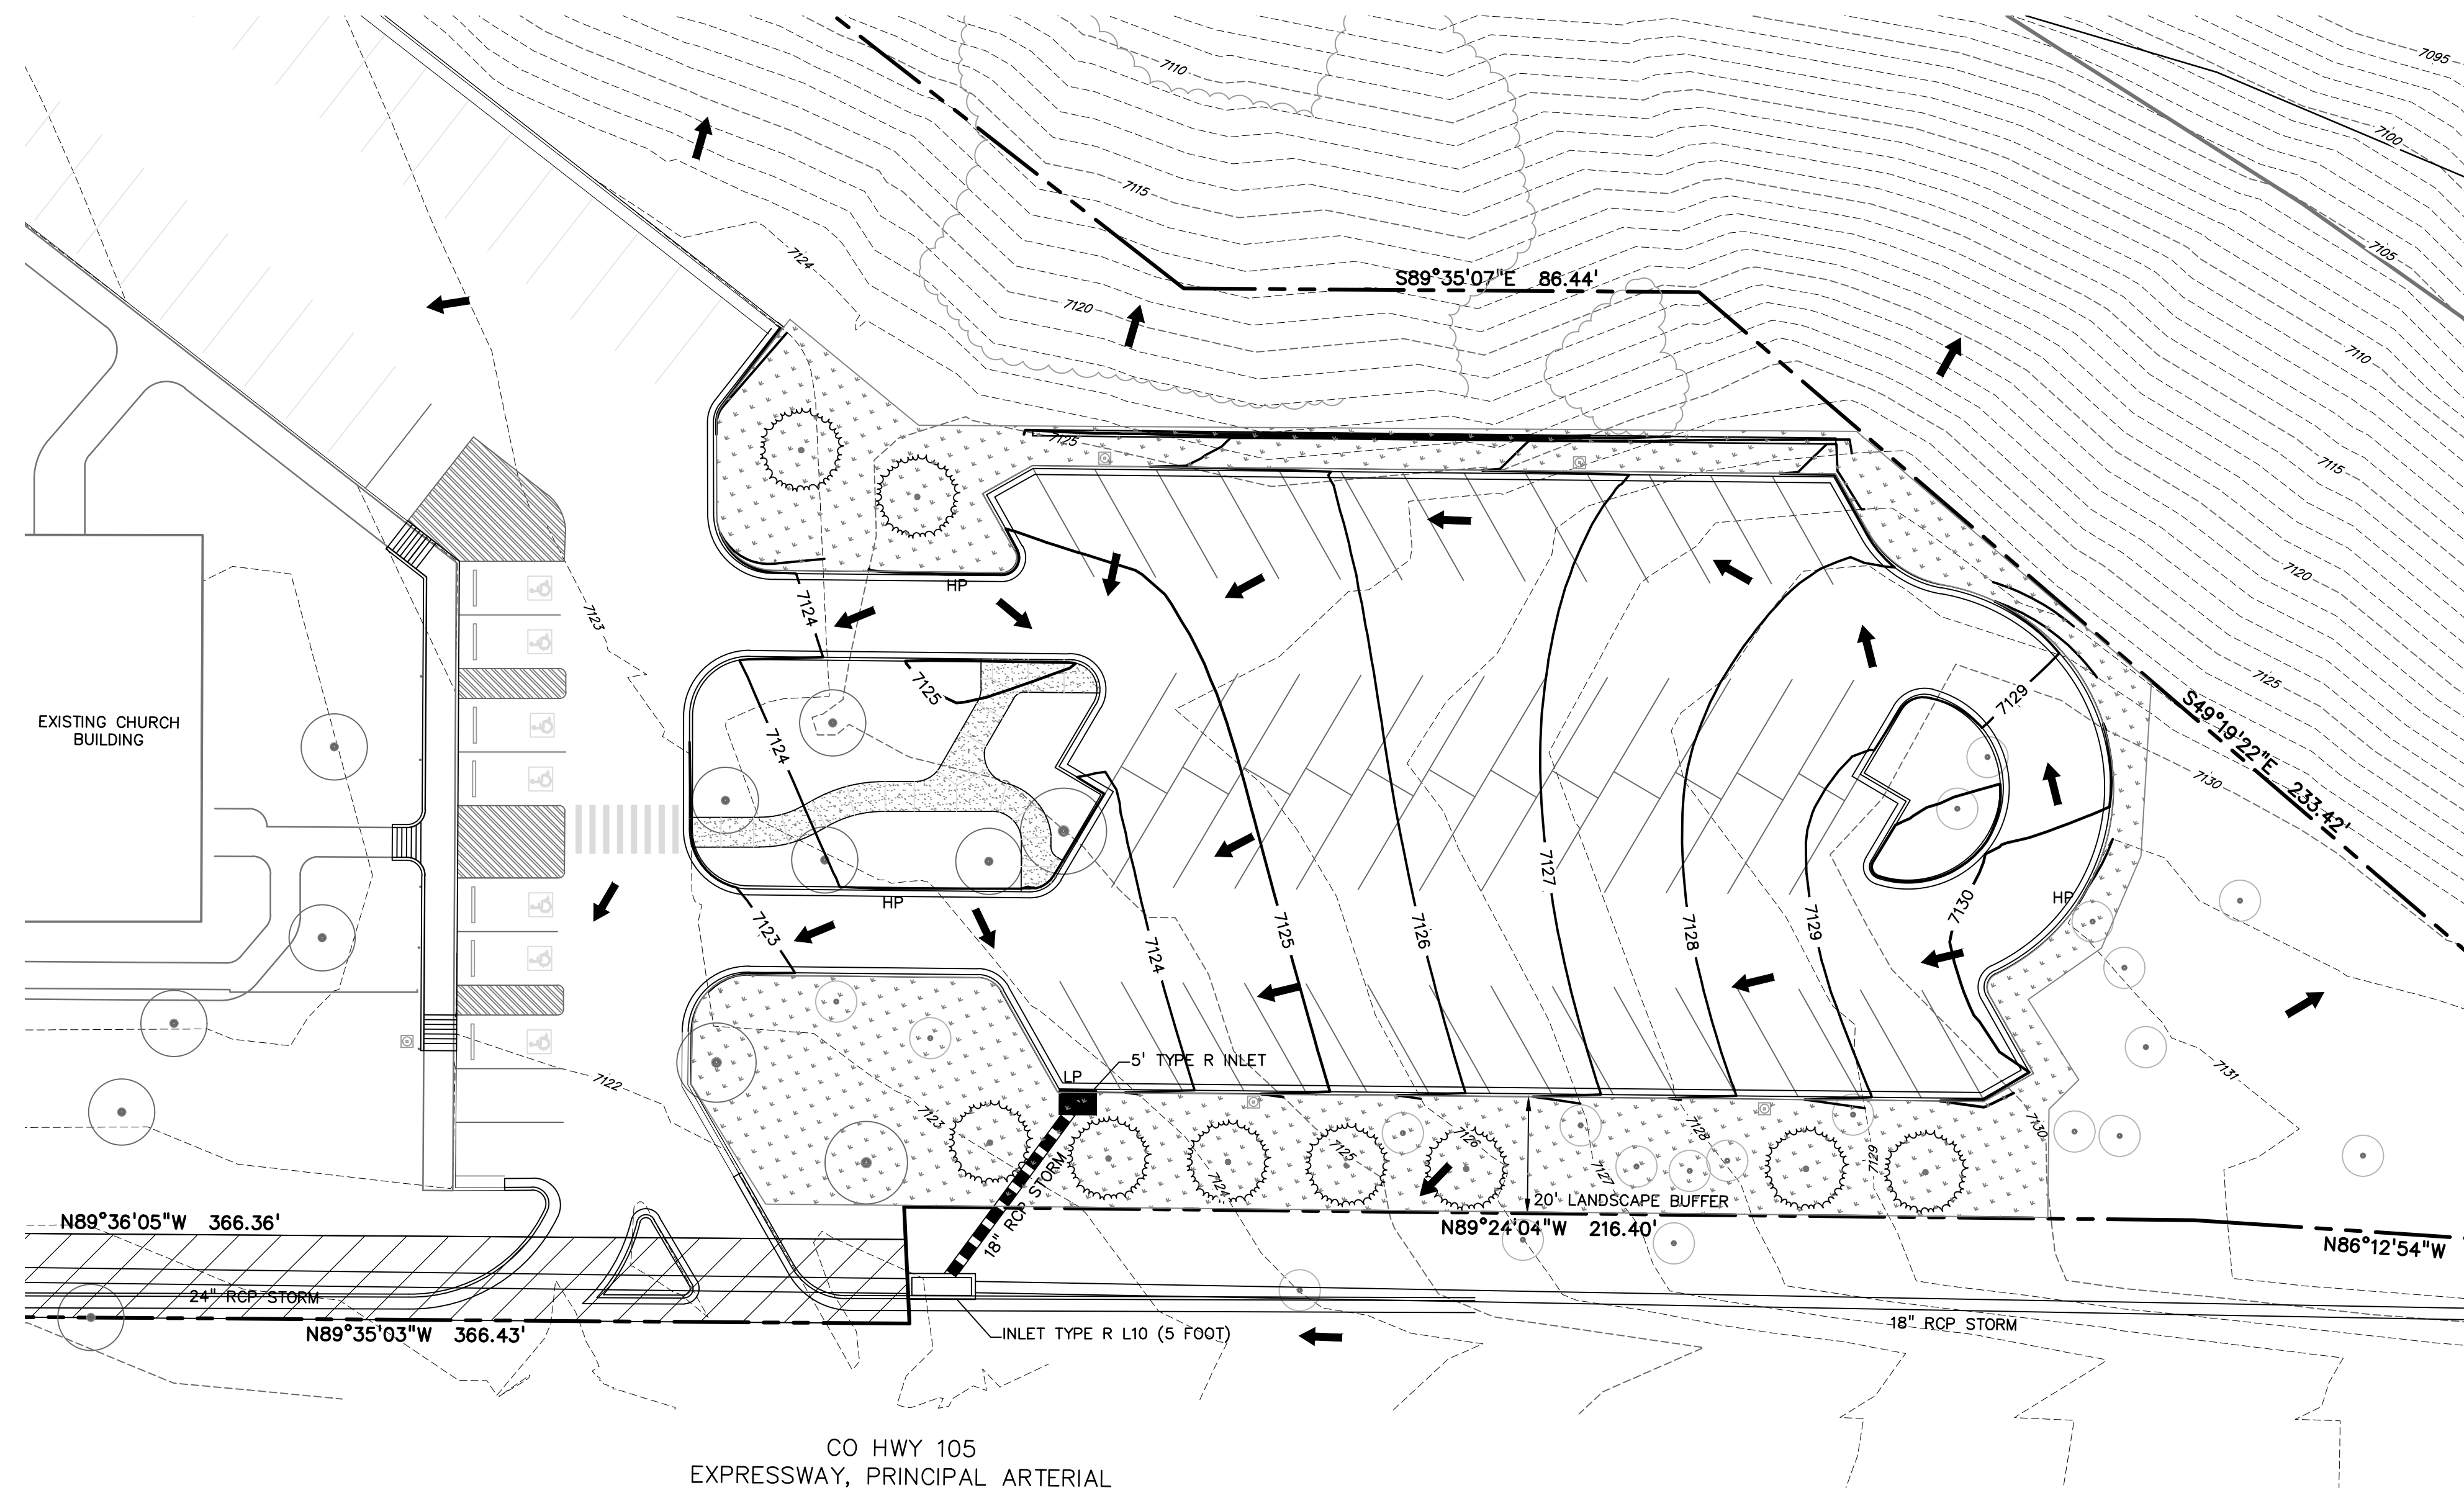 7095
7110
7100
7115
7105
7124
S89°35'07"E 86.44'
7120
7110
7125
7115
7120
HP
7124
7123
7125
S49°19'22"E 233.42'
7125
7129
EXISTING CHURCH
BUILDING
7124
7130
7127
HP
HP
7130
7123
7124
7125
7126
7128
7129
5' TYPE R INLET
LP
7131
7122
7123
7124
7125
7126
7127
7128
7129
7130
18" RCP STORM
20' LANDSCAPE BUFFER
N89°36'05"W 366.36'
N89°24'04"W 216.40'
N86°12'54"W
24" RCP STORM
18" RCP STORM
N89°35'03"W 366.43'
INLET TYPE R L10 (5 FOOT)
CO HWY 105
EXPRESSWAY, PRINCIPAL ARTERIAL